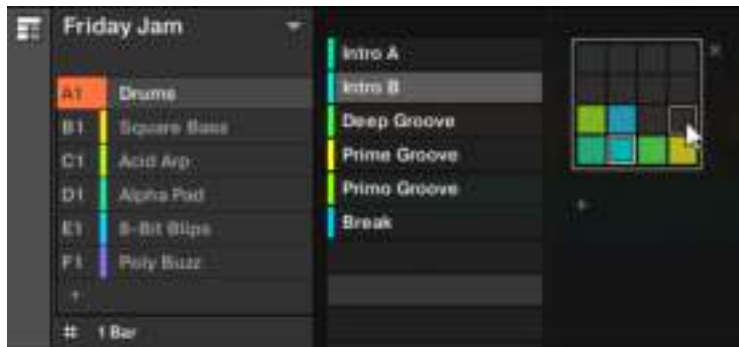 Friday Jam
A1 Drums
B1 Square Bass
C1 Acid Arp
D1 Alpha Pad
E1 8-Bit Blips
F1 Poly Buzz
+
# 1 Bar
Intro A
Intro B
Deep Groove
Prime Groove
Primo Groove
Break
+